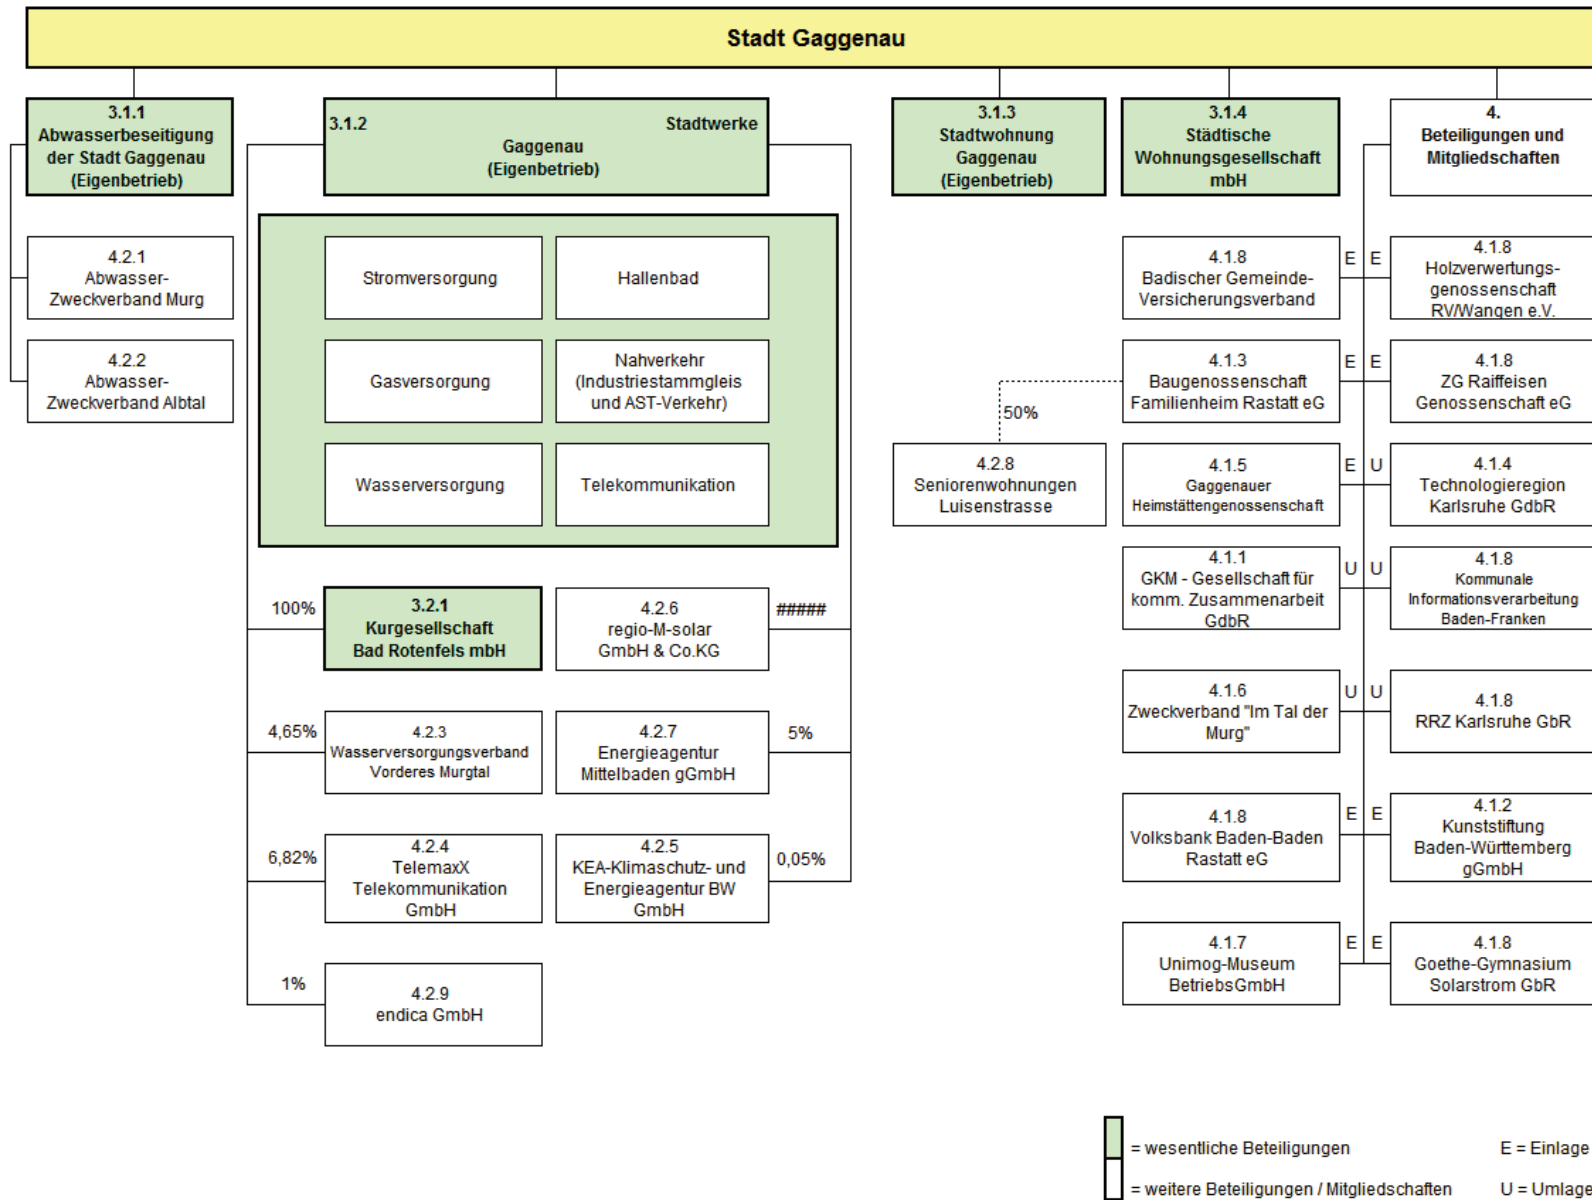 Stadt Gaggenau
3.1.1
Abwasserbeseitigung
der Stadt Gaggenau
(Eigenbetrieb)
3.1.2 Stadtwerke
Gaggenau
(Eigenbetrieb)
3.1.3
Stadtwohnung
Gaggenau
(Eigenbetrieb)
3.1.4
Städtische
Wohnungsgesellschaft
mbH
4.
Beteiligungen und
Mitgliedschaften
4.2.1
Abwasser-
Zweckverband Murg
4.2.2
Abwasser-
Zweckverband Albtal
Stromversorgung
Hallenbad
Gasversorgung
Nahverkehr
(Industriestammgleis
und AST-Verkehr)
Wasserversorgung
Telekommunikation
100%
3.2.1
Kurgesellschaft
Bad Rotenfels mbH
4.2.6
regio-M-solar
GmbH & Co.KG
#####
4,65%
4.2.3
Wasserversorgungsverband
Vorderes Murgtal
4.2.7
Energieagentur
Mittelbaden gGmbH
5%
6,82%
4.2.4
TelemaxX
Telekommunikation
GmbH
4.2.5
KEA-Klimaschutz- und
Energieagentur BW
GmbH
0,05%
1%
4.2.9
endica GmbH
50%
4.2.8
Seniorenwohnungen
Luisenstrasse
4.1.8
Badischer Gemeinde-
Versicherungsverband
E E
4.1.8
Holzverwertungs-
genossenschaft
RV/Wangen e.V.
4.1.3
Baugenossenschaft
Familienheim Rastatt eG
E E
4.1.8
ZG Raiffeisen
Genossenschaft eG
4.1.5
Gaggenauer
Heimstättengenossenschaft
E U
4.1.4
Technologieregion
Karlsruhe GdbR
4.1.1
GKM - Gesellschaft für
komm. Zusammenarbeit
GdbR
U U
4.1.8
Kommunale
Informationsverarbeitung
Baden-Franken
4.1.6
Zweckverband "Im Tal der
Murg"
U U
4.1.8
RRZ Karlsruhe GbR
4.1.8
Volksbank Baden-Baden
Rastatt eG
E E
4.1.2
Kunststiftung
Baden-Württemberg
gGmbH
4.1.7
Unimog-Museum
BetriebsGmbH
E E
4.1.8
Goethe-Gymnasium
Solarstrom GbR
= wesentliche Beteiligungen E = Einlage
= weitere Beteiligungen / Mitgliedschaften U = Umlage